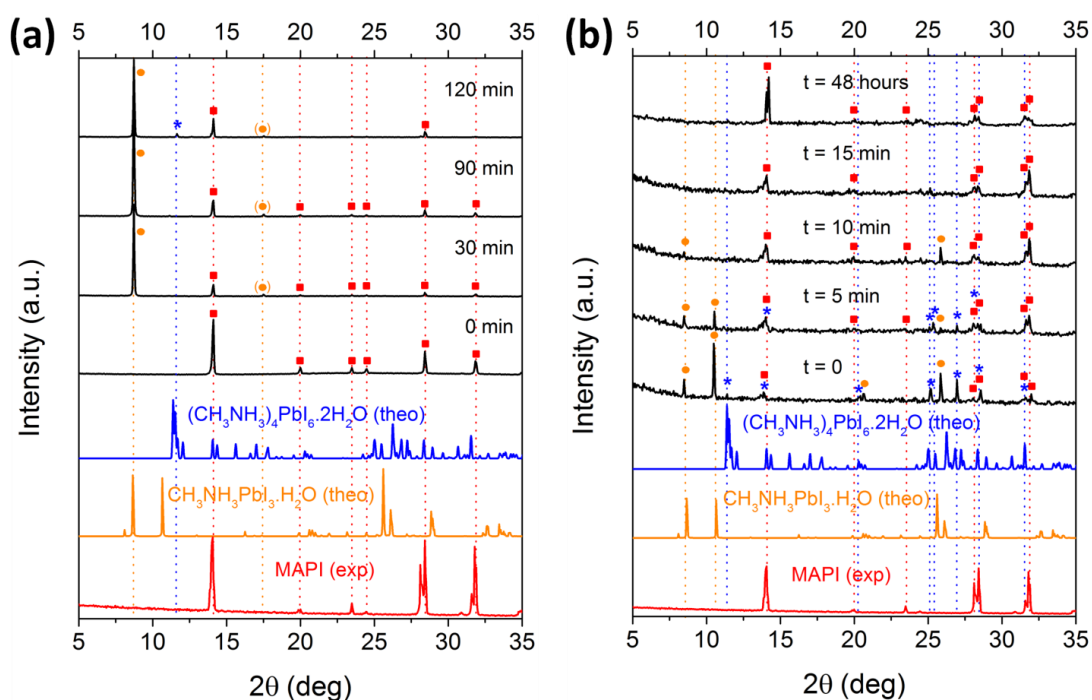 (a)
5 10 15 20 25 30 35
120 min
*
(●)
90 min
(●)
30 min
(●)
0 min
(CH₃NH₃)₄PbI₆.2H₂O (theo)
CH₃NH₃PbI₃.H₂O (theo)
MAPI (exp)
5 10 15 20 25 30 35
2θ (deg)
Intensity (a.u.)
(b)
5 10 15 20 25 30 35
t = 48 hours
t = 15 min
t = 10 min
t = 5 min
* * * * *
t = 0
* * * * * * *
(CH₃NH₃)₄PbI₆.2H₂O (theo)
CH₃NH₃PbI₃.H₂O (theo)
MAPI (exp)
5 10 15 20 25 30 35
2θ (deg)
Intensity (a.u.)